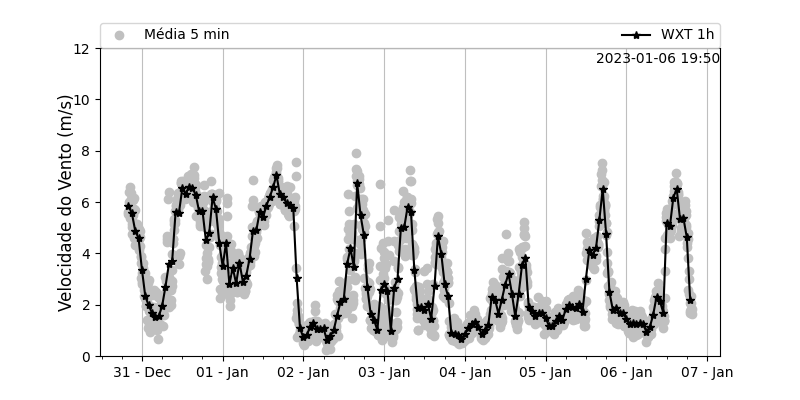 Média 5 min WXT 1h
2023-01-06 19:50
Velocidade do Vento (m/s)
12
10
8
6
4
2
0
31 - Dec 01 - Jan 02 - Jan 03 - Jan 04 - Jan 05 - Jan 06 - Jan 07 - Jan